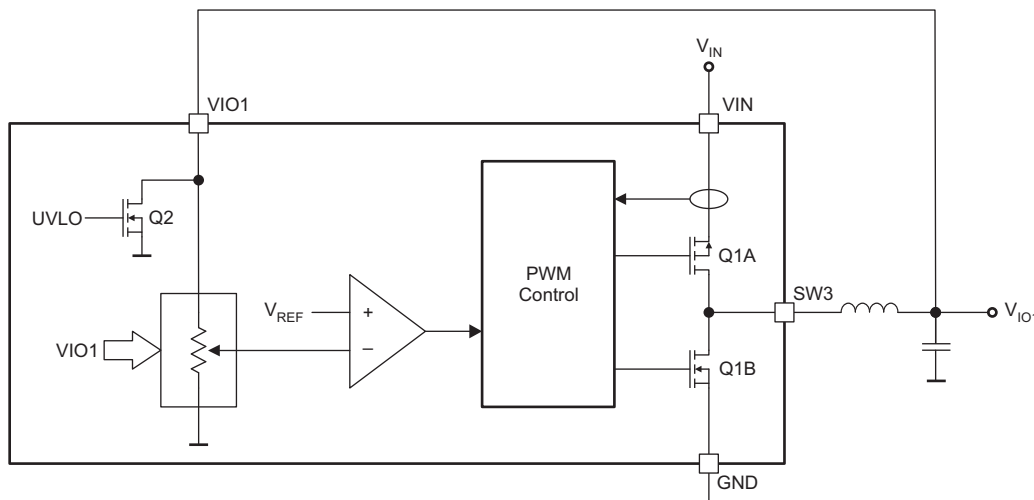 V_IN
VIO1
VIN
UVLO
Q2
Q1A
PWM
Control
SW3
V_REF
+
−
VIO1
V_IO1
Q1B
GND